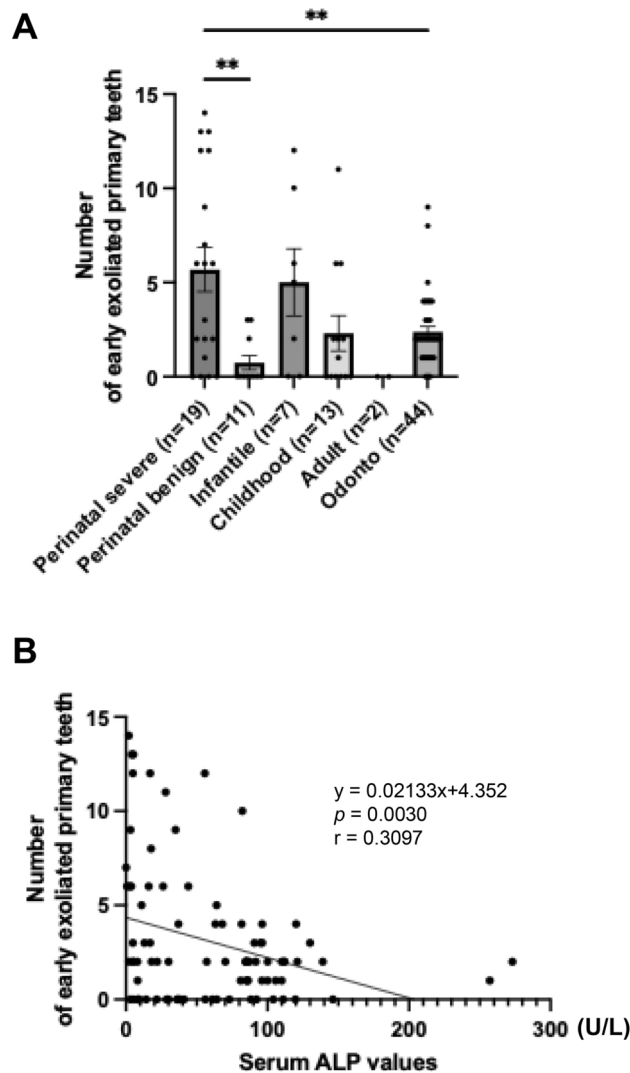 A
**
**
Number
of early exoliated primary teeth
15
10
5
0
Perinatal severe (n=19)
Perinatal benign (n=11)
Infantile (n=7)
Childhood (n=13)
Adult (n=2)
Odonto (n=44)
B
Number
of early exoliated primary teeth
15
10
5
0
y = 0.02133x+4.352
p = 0.0030
r = 0.3097
0 100 200 300 (U/L)
Serum ALP values